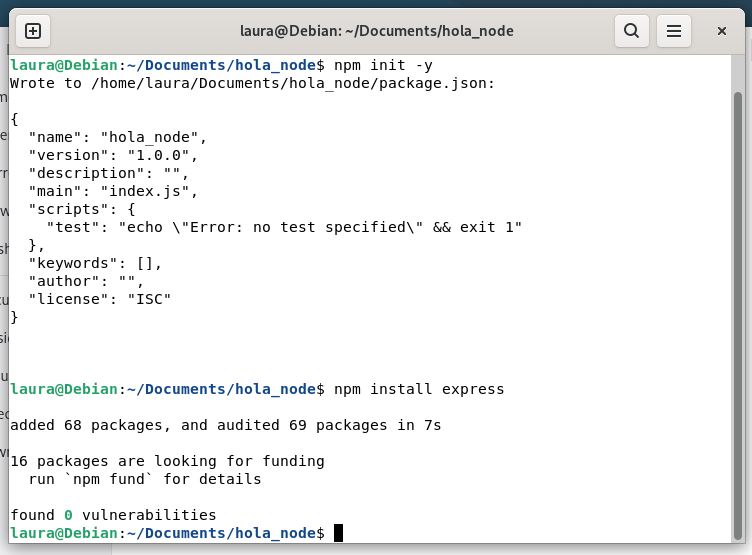 laura@Debian: ~/Documents/hola_node
laura@Debian:~/Documents/hola_node$ npm init -y
Wrote to /home/laura/Documents/hola_node/package.json:
{
  "name": "hola_node",
  "version": "1.0.0",
  "description": "",
  "main": "index.js",
  "scripts": {
    "test": "echo \"Error: no test specified\" && exit 1"
  },
  "keywords": [],
  "author": "",
  "license": "ISC"
}
laura@Debian:~/Documents/hola_node$ npm install express
added 68 packages, and audited 69 packages in 7s
16 packages are looking for funding
  run `npm fund` for details
found 0 vulnerabilities
laura@Debian:~/Documents/hola_node$